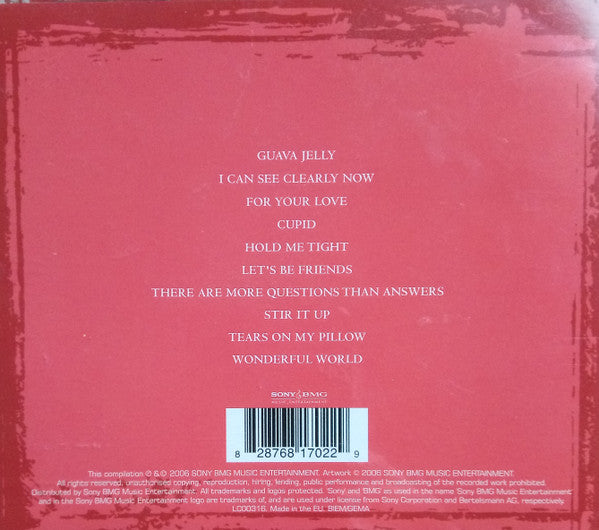 GUAVA JELLY
I CAN SEE CLEARLY NOW
FOR YOUR LOVE
CUPID
HOLD ME TIGHT
LET'S BE FRIENDS
THERE ARE MORE QUESTIONS THAN ANSWERS
STIR IT UP
TEARS ON MY PILLOW
WONDERFUL WORLD
SONY BMG
MUSIC ENTERTAINMENT
8 28768 17022 9
This compilation ℗ & © 2006 SONY BMG MUSIC ENTERTAINMENT. Artwork © 2006 SONY BMG MUSIC ENTERTAINMENT.
All rights reserved. unauthorised copying, reproduction, hiring, lending, public performance and broadcasting of the recorded work prohibited.
Distributed by Sony BMG Music Entertainment. All trademarks and logos protected. 'Sony' and 'BMG' as used in the name 'Sony BMG Music Entertainment'
and in the Sony BMG Music Entertainment logo are trademarks of, and are used under license from Sony Corporation and Bertelsmann AG, respectively.
LC00316. Made in the EU. BIEM/GEMA